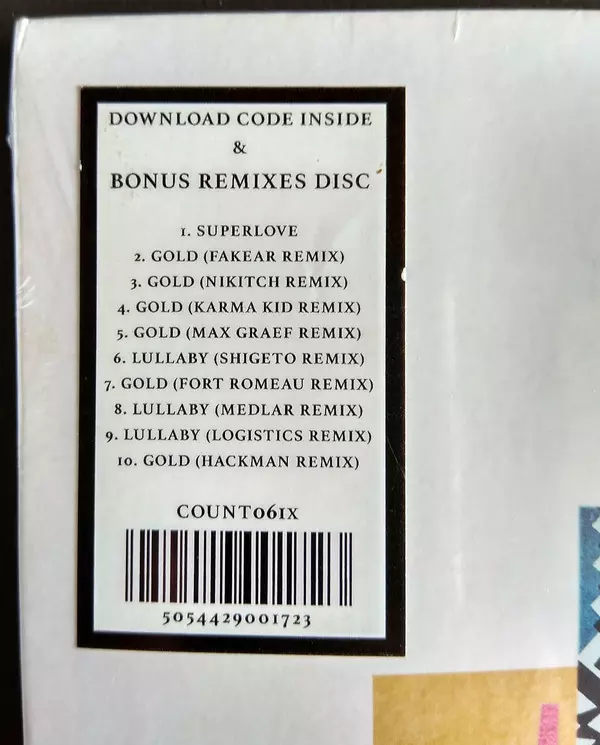 DOWNLOAD CODE INSIDE
&
BONUS REMIXES DISC
1. SUPERLOVE
2. GOLD (FAKEAR REMIX)
3. GOLD (NIKITCH REMIX)
4. GOLD (KARMA KID REMIX)
5. GOLD (MAX GRAEF REMIX)
6. LULLABY (SHIGETO REMIX)
7. GOLD (FORT ROMEAU REMIX)
8. LULLABY (MEDLAR REMIX)
9. LULLABY (LOGISTICS REMIX)
10. GOLD (HACKMAN REMIX)
COUNT061X
5054429001723